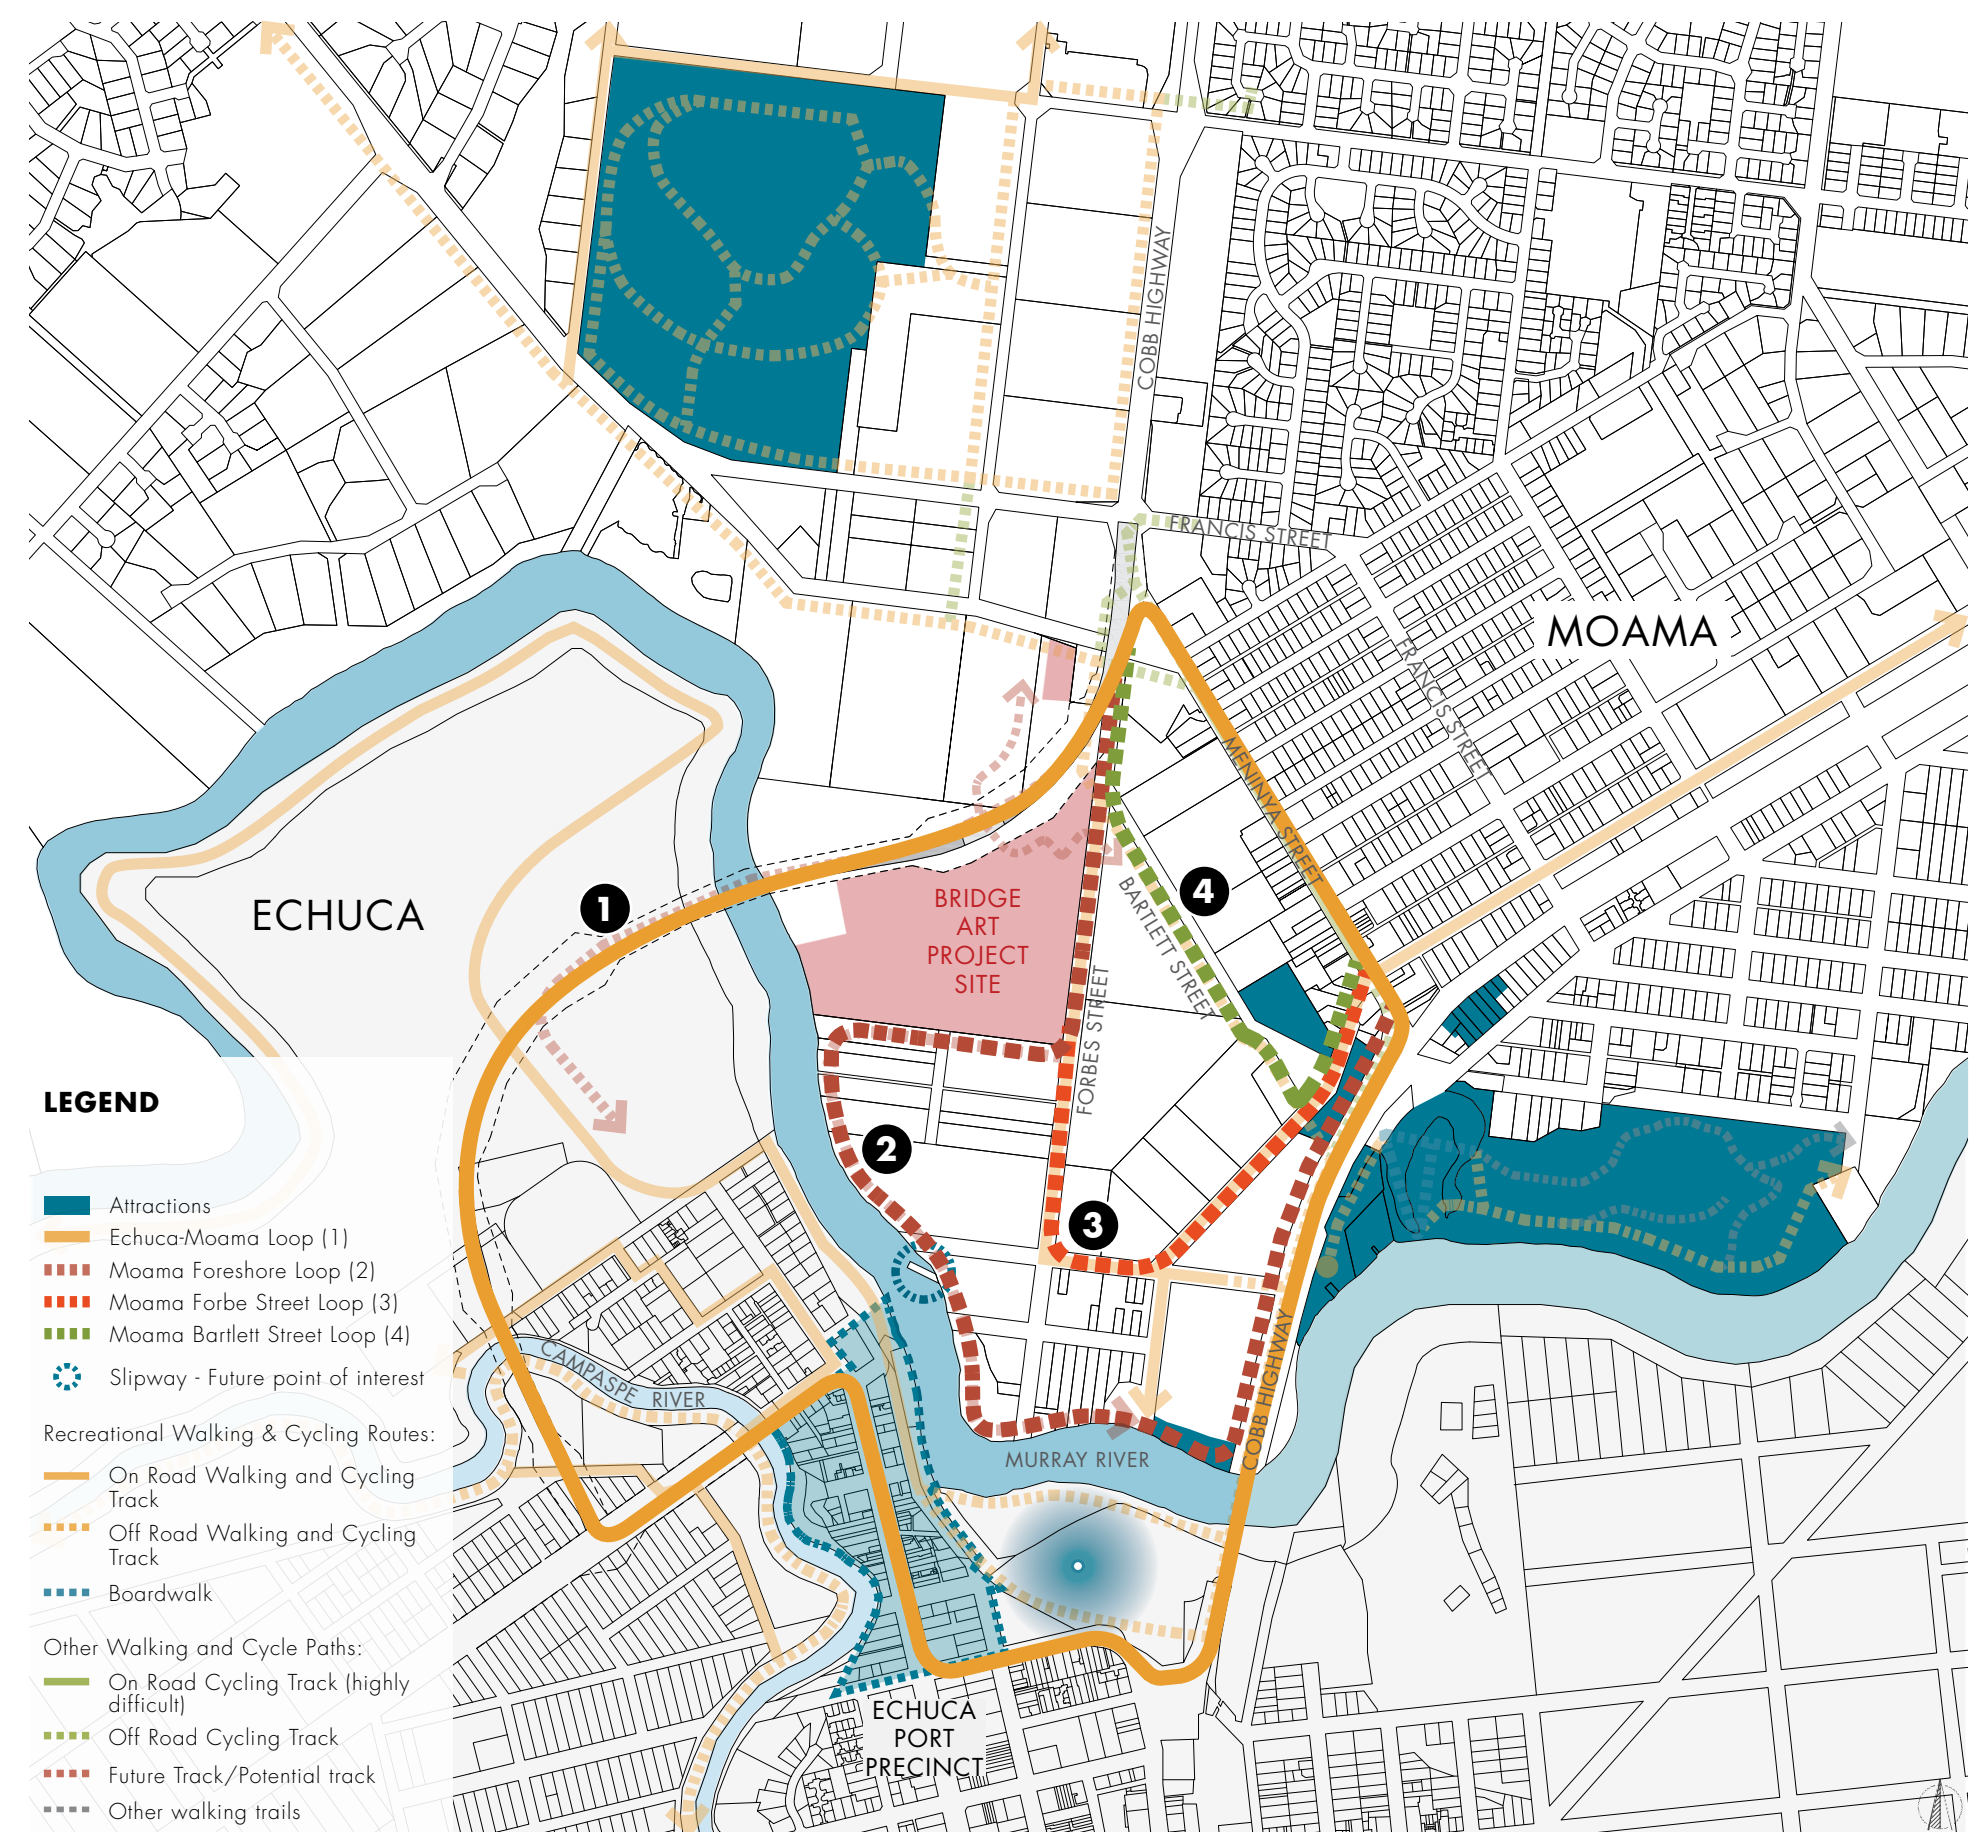 COBB HIGHWAY
FRANCIS STREET
MOAMA
FRANCIS STREET
MENINYA STREET
ECHUCA
1
BRIDGE
ART
PROJECT
SITE
4
BARTLETT STREET
FORBES STREET
2
3
CAMPASPE RIVER
MURRAY RIVER
COBB HIGHWAY
ECHUCA
PORT
PRECINCT
LEGEND
Attractions
Echuca-Moama Loop (1)
Moama Foreshore Loop (2)
Moama Forbe Street Loop (3)
Moama Bartlett Street Loop (4)
Slipway - Future point of interest
Recreational Walking & Cycling Routes:
On Road Walking and Cycling
Track
Off Road Walking and Cycling
Track
Boardwalk
Other Walking and Cycle Paths:
On Road Cycling Track (highly
difficult)
Off Road Cycling Track
Future Track/Potential track
Other walking trails